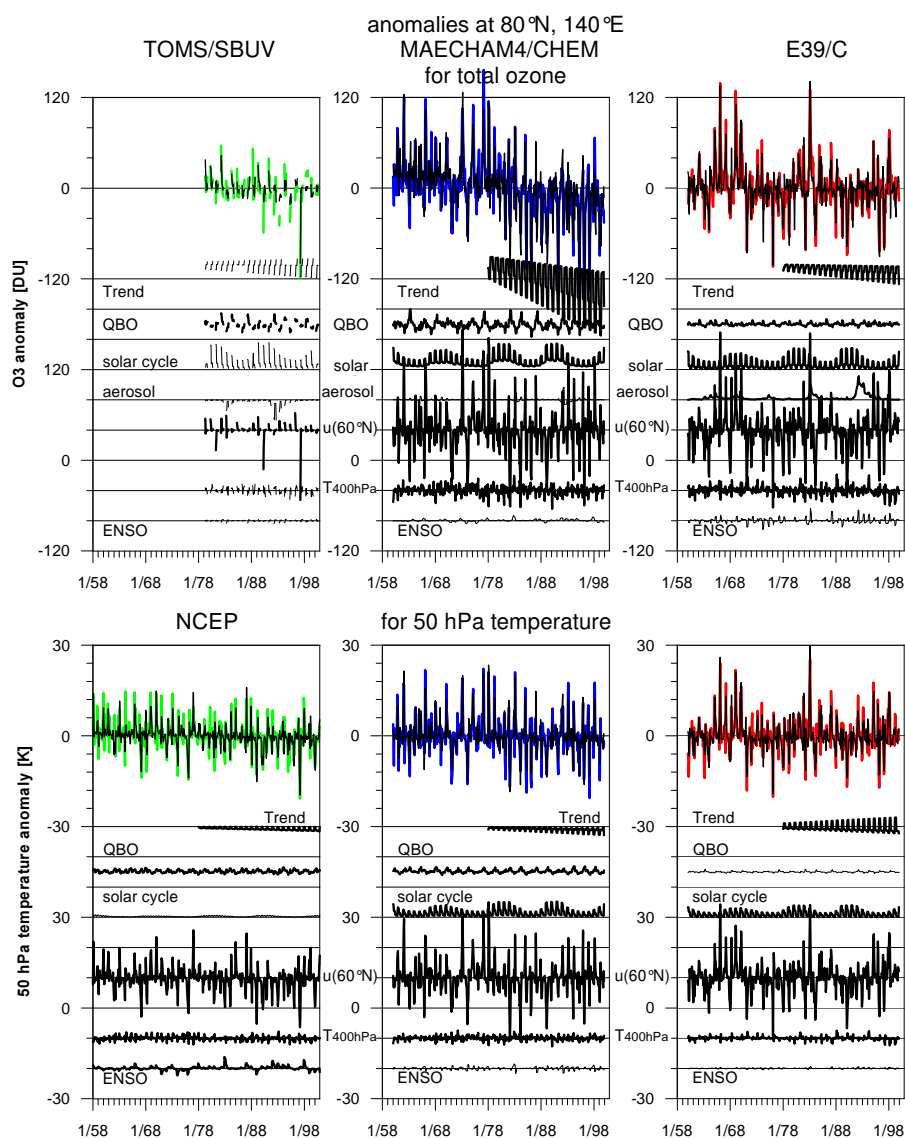 anomalies at 80°N, 140°E
TOMS/SBUV
MAECHAM4/CHEM
E39/C
for total ozone
O3 anomaly [DU]
120
0
-120
120
0
-120
Trend
QBO
solar cycle
aerosol
ENSO
1/58 1/68 1/78 1/88 1/98
120
0
-120
120
0
-120
Trend
QBO
solar
aerosol
u(60°N)
T400hPa
ENSO
1/58 1/68 1/78 1/88 1/98
120
0
-120
120
0
-120
Trend
QBO
solar
aerosol
u(60°N)
T400hPa
ENSO
1/58 1/68 1/78 1/88 1/98
NCEP
for 50 hPa temperature
50 hPa temperature anomaly [K]
30
0
-30
30
0
-30
Trend
QBO
solar cycle
ENSO
1/58 1/68 1/78 1/88 1/98
30
0
-30
30
0
-30
Trend
QBO
solar cycle
u(60°N)
T400hPa
ENSO
1/58 1/68 1/78 1/88 1/98
30
0
-30
30
0
-30
Trend
QBO
solar cycle
u(60°N)
T400hPa
ENSO
1/58 1/68 1/78 1/88 1/98